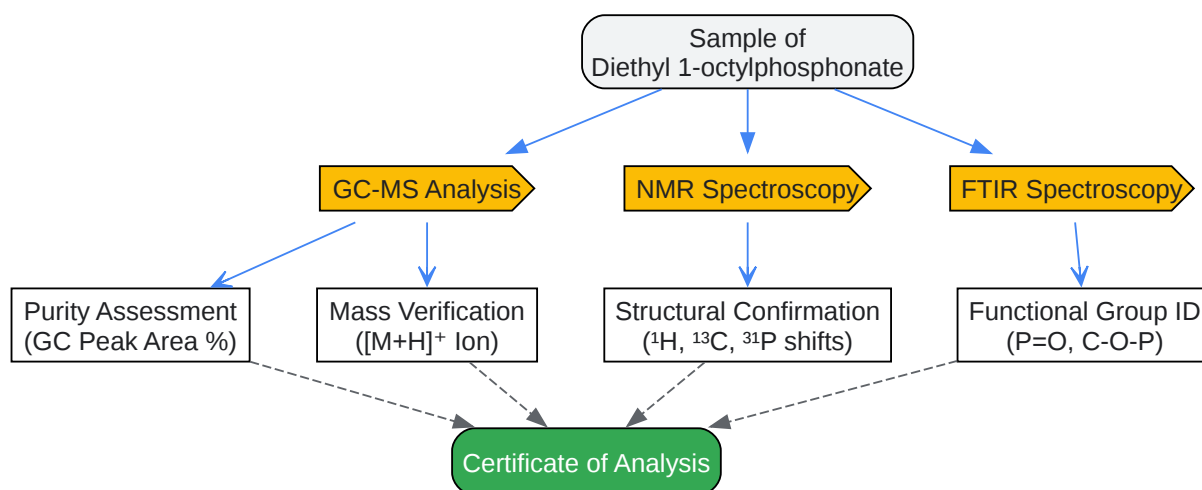 Sample of
Diethyl 1-octylphosphonate
GC-MS Analysis
NMR Spectroscopy
FTIR Spectroscopy
Purity Assessment
(GC Peak Area %)
Mass Verification
([M+H]⁺ Ion)
Structural Confirmation
(¹H, ¹³C, ³¹P shifts)
Functional Group ID
(P=O, C-O-P)
Certificate of Analysis